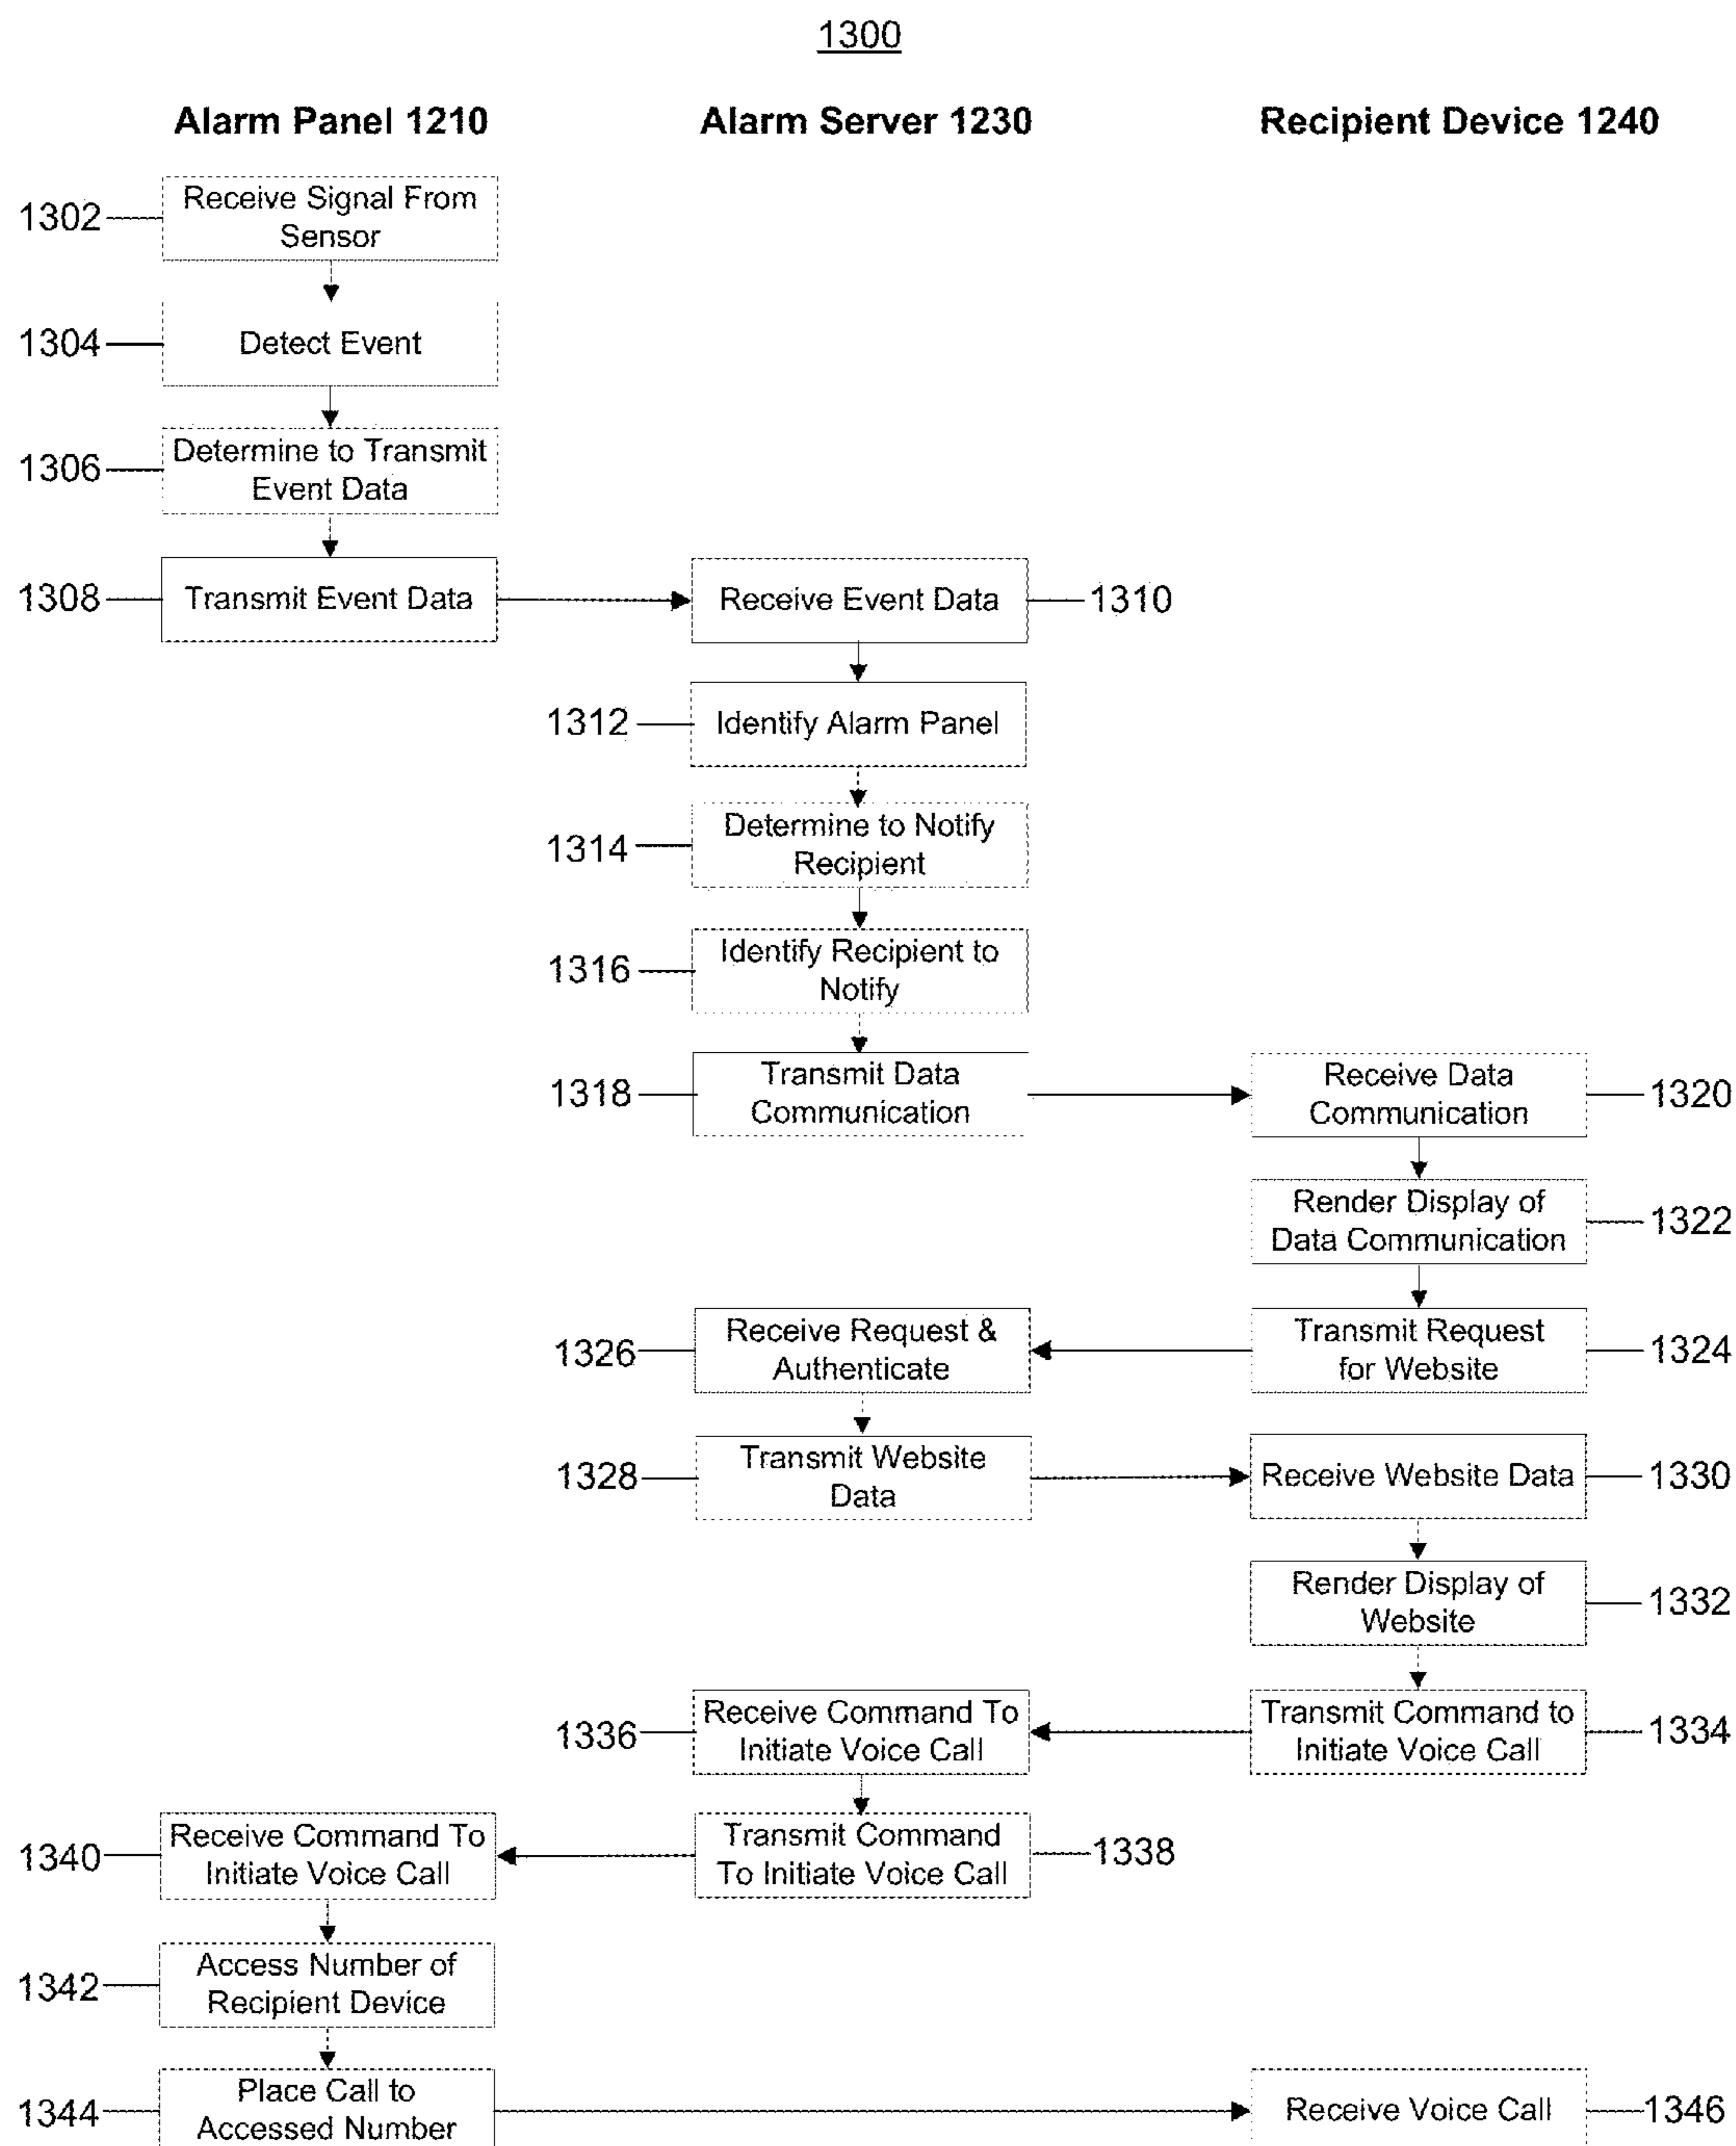 1300
Alarm Panel 1210
Alarm Server 1230
Recipient Device 1240
1302
Receive Signal From
Sensor
1304
Detect Event
1306
Determine to Transmit
Event Data
1308
Transmit Event Data
Receive Event Data
1310
1312
Identify Alarm Panel
1314
Determine to Notify
Recipient
1316
Identify Recipient to
Notify
1318
Transmit Data
Communication
Receive Data
Communication
1320
Render Display of
Data Communication
1322
1326
Receive Request &
Authenticate
Transmit Request
for Website
1324
1328
Transmit Website
Data
Receive Website Data
1330
Render Display of
Website
1332
1336
Receive Command To
Initiate Voice Call
Transmit Command to
Initiate Voice Call
1334
1340
Receive Command To
Initiate Voice Call
Transmit Command
To Initiate Voice Call
1338
1342
Access Number of
Recipient Device
1344
Place Call to
Accessed Number
Receive Voice Call
1346